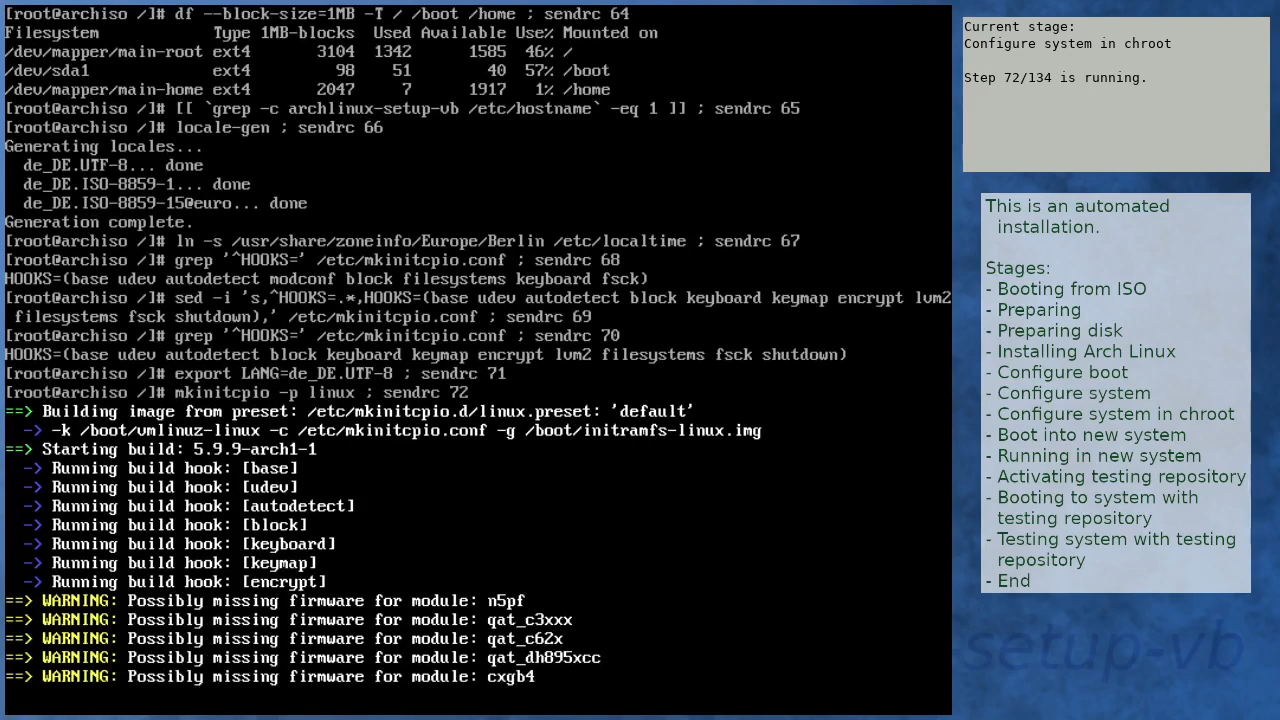 [root@archiso /]# df --block-size=1MB -T / /boot /home ; sendrc 64
Filesystem            Type 1MB-blocks  Used Available Use% Mounted on
/dev/mapper/main-root ext4       3104  1342      1585  46% /
/dev/sda1             ext4         98    51        40  57% /boot
/dev/mapper/main-home ext4       2047     7      1917   1% /home
[root@archiso /]# [[ `grep -c archlinux-setup-vb /etc/hostname` -eq 1 ]] ; sendrc 65
[root@archiso /]# locale-gen ; sendrc 66
Generating locales...
  de_DE.UTF-8... done
  de_DE.ISO-8859-1... done
  de_DE.ISO-8859-15@euro... done
Generation complete.
[root@archiso /]# ln -s /usr/share/zoneinfo/Europe/Berlin /etc/localtime ; sendrc 67
[root@archiso /]# grep '^HOOKS=' /etc/mkinitcpio.conf ; sendrc 68
HOOKS=(base udev autodetect modconf block filesystems keyboard fsck)
[root@archiso /]# sed -i 's,^HOOKS=.*,HOOKS=(base udev autodetect block keyboard keymap encrypt lvm2
 filesystems fsck shutdown),' /etc/mkinitcpio.conf ; sendrc 69
[root@archiso /]# grep '^HOOKS=' /etc/mkinitcpio.conf ; sendrc 70
HOOKS=(base udev autodetect block keyboard keymap encrypt lvm2 filesystems fsck shutdown)
[root@archiso /]# export LANG=de_DE.UTF-8 ; sendrc 71
[root@archiso /]# mkinitcpio -p linux ; sendrc 72
==> Building image from preset: /etc/mkinitcpio.d/linux.preset: 'default'
  -> -k /boot/vmlinuz-linux -c /etc/mkinitcpio.conf -g /boot/initramfs-linux.img
==> Starting build: 5.9.9-arch1-1
  -> Running build hook: [base]
  -> Running build hook: [udev]
  -> Running build hook: [autodetect]
  -> Running build hook: [block]
  -> Running build hook: [keyboard]
  -> Running build hook: [keymap]
  -> Running build hook: [encrypt]
==> WARNING: Possibly missing firmware for module: n5pf
==> WARNING: Possibly missing firmware for module: qat_c3xxx
==> WARNING: Possibly missing firmware for module: qat_c62x
==> WARNING: Possibly missing firmware for module: qat_dh895xcc
==> WARNING: Possibly missing firmware for module: cxgb4
Current stage:
Configure system in chroot
Step 72/134 is running.
This is an automated
installation.
Stages:
- Booting from ISO
- Preparing
- Preparing disk
- Installing Arch Linux
- Configure boot
- Configure system
- Configure system in chroot
- Boot into new system
- Running in new system
- Activating testing repository
- Booting to system with
testing repository
- Testing system with testing
repository
- End
setup-vb